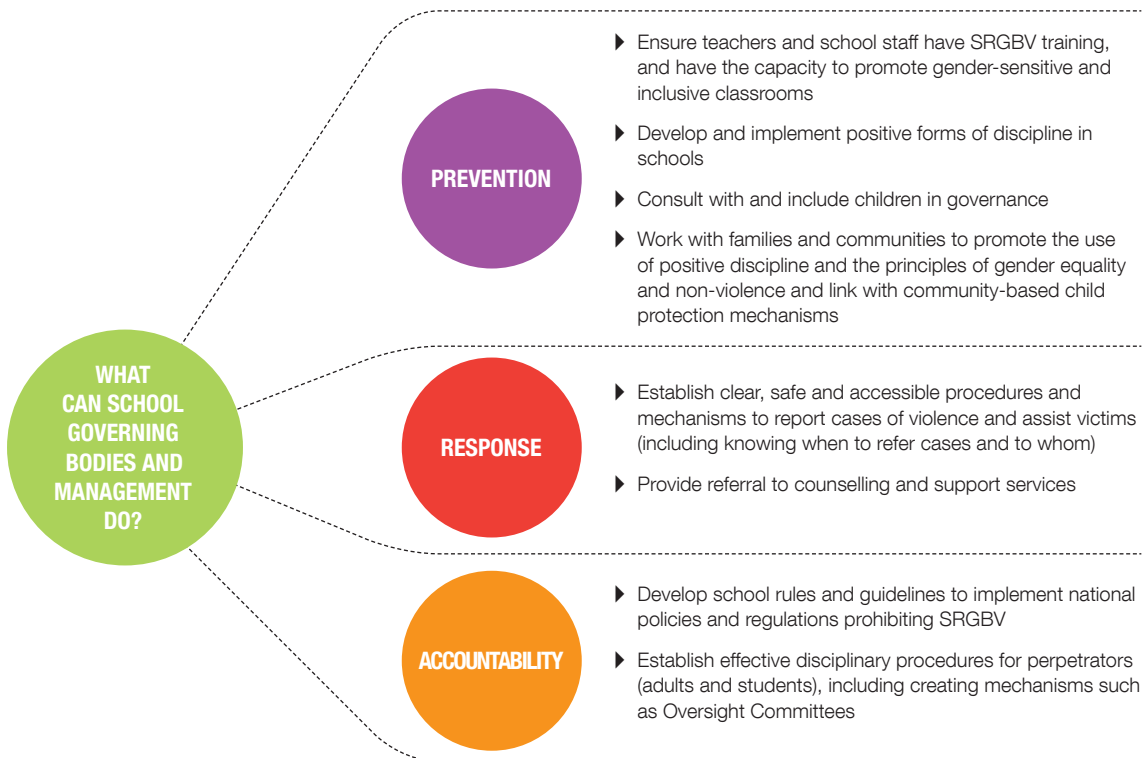 WHAT
CAN SCHOOL
GOVERNING
BODIES AND
MANAGEMENT
DO?
PREVENTION
Ensure teachers and school staff have SRGBV training,
and have the capacity to promote gender-sensitive and
inclusive classrooms
Develop and implement positive forms of discipline in
schools
Consult with and include children in governance
Work with families and communities to promote the use
of positive discipline and the principles of gender equality
and non-violence and link with community-based child
protection mechanisms
RESPONSE
Establish clear, safe and accessible procedures and
mechanisms to report cases of violence and assist victims
(including knowing when to refer cases and to whom)
Provide referral to counselling and support services
ACCOUNTABILITY
Develop school rules and guidelines to implement national
policies and regulations prohibiting SRGBV
Establish effective disciplinary procedures for perpetrators
(adults and students), including creating mechanisms such
as Oversight Committees